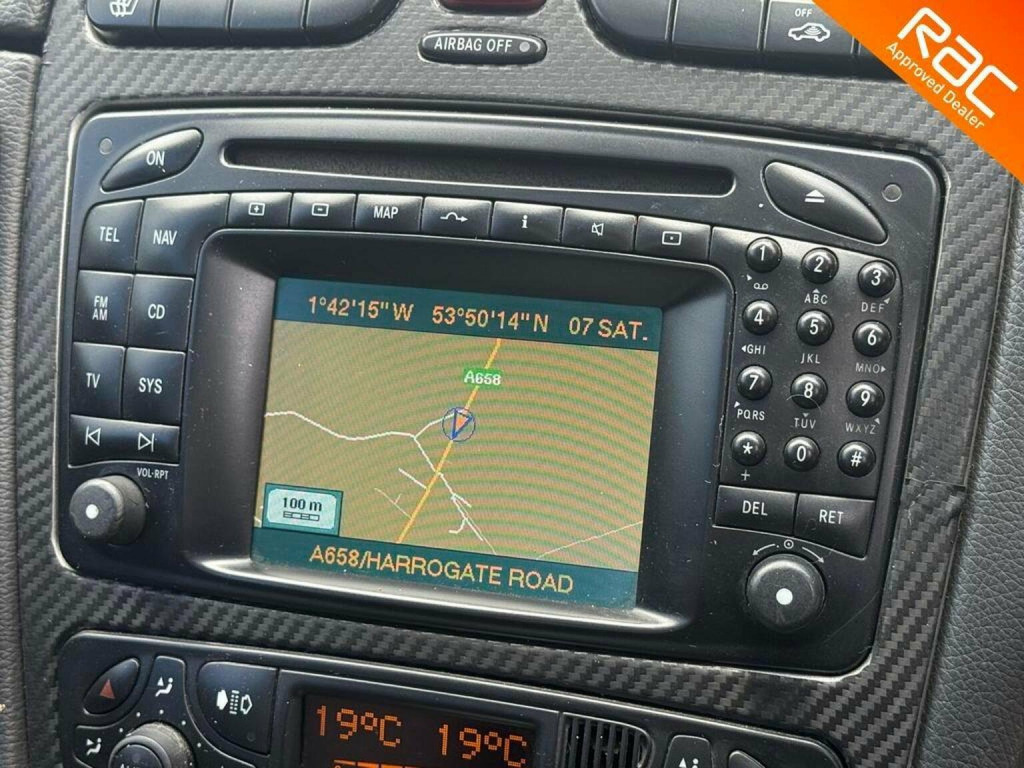 OFF
AIRBAG OFF
Rac
Approved Dealer
ON
MAP
i
TEL
NAV
FM
AM
CD
TV
SYS
VOL·RPT
1
2
ABC
3
DEF
4
GHI
5
JKL
6
MNO
7
PQRS
8
TUV
9
WXYZ
*
+
0
#
DEL
RET
1°42'15"W 53°50'14"N 07 SAT.
A658
100 m
A658/HARROGATE ROAD
19°C 19°C